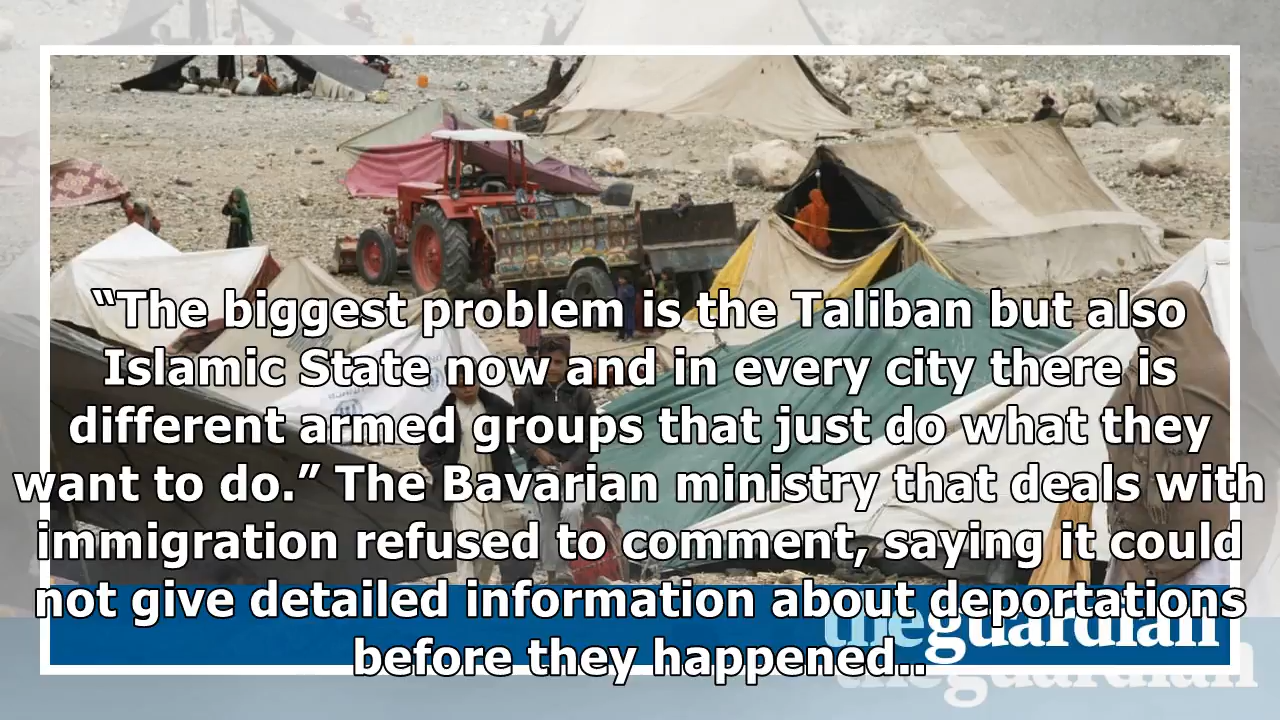 “The biggest problem is the Taliban but also
Islamic State now and in every city there is
different armed groups that just do what they
want to do.” The Bavarian ministry that deals with
immigration refused to comment, saying it could
not give detailed information about deportations
before they happened..
theguardian
theguardian